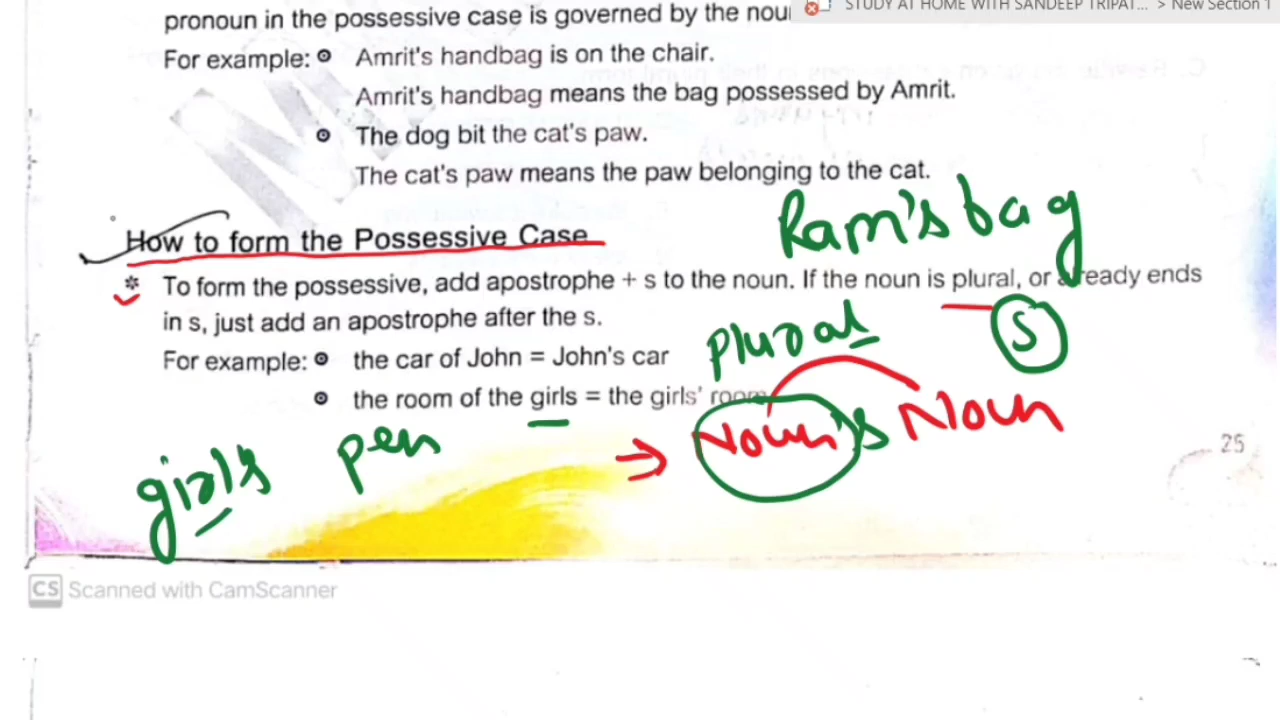 STUDY AT HOME WITH SANDEEP TRIPAT... > New Section 1
pronoun in the possessive case is governed by the nou
For example: Amrit's handbag is on the chair.
Amrit's handbag means the bag possessed by Amrit.
The dog bit the cat's paw.
The cat's paw means the paw belonging to the cat.
Ram's bag
How to form the Possessive Case
* To form the possessive, add apostrophe + s to the noun. If the noun is plural, or already ends
in s, just add an apostrophe after the s.
plural S
For example: the car of John = John's car
the room of the girls = the girls' room
→ Noun's Noun
girls pen
25
CS Scanned with CamScanner